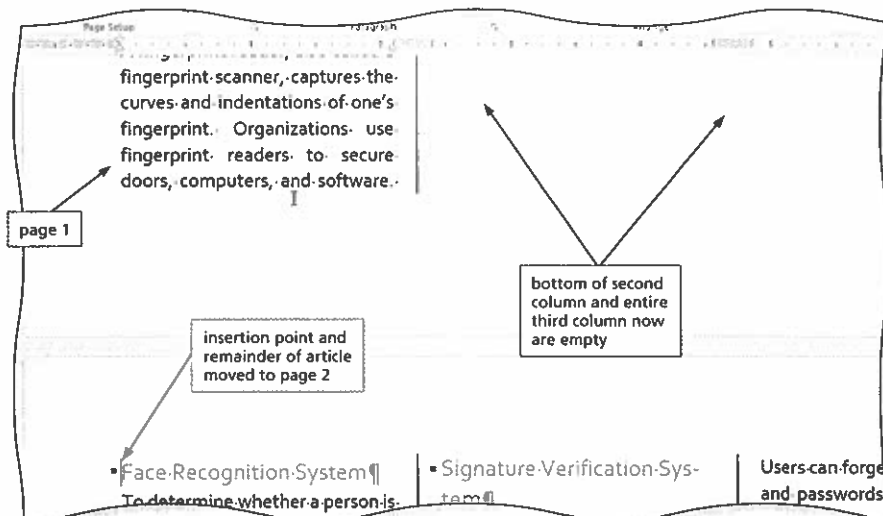 Page Setup
Paragraph
fingerprint·scanner,·captures·the·
curves·and·indentations·of·one's
fingerprint.· Organizations· use·
fingerprint· readers· to· secure·
doors,·computers,·and·software.·
page 1
bottom of second
column and entire
third column now
are empty
insertion point and
remainder of article
moved to page 2
▪Face·Recognition·System¶
To·determine·whether·a·person·is·
▪Signature·Verification·Sys-
tem¶
Users·can·forge
and passwords